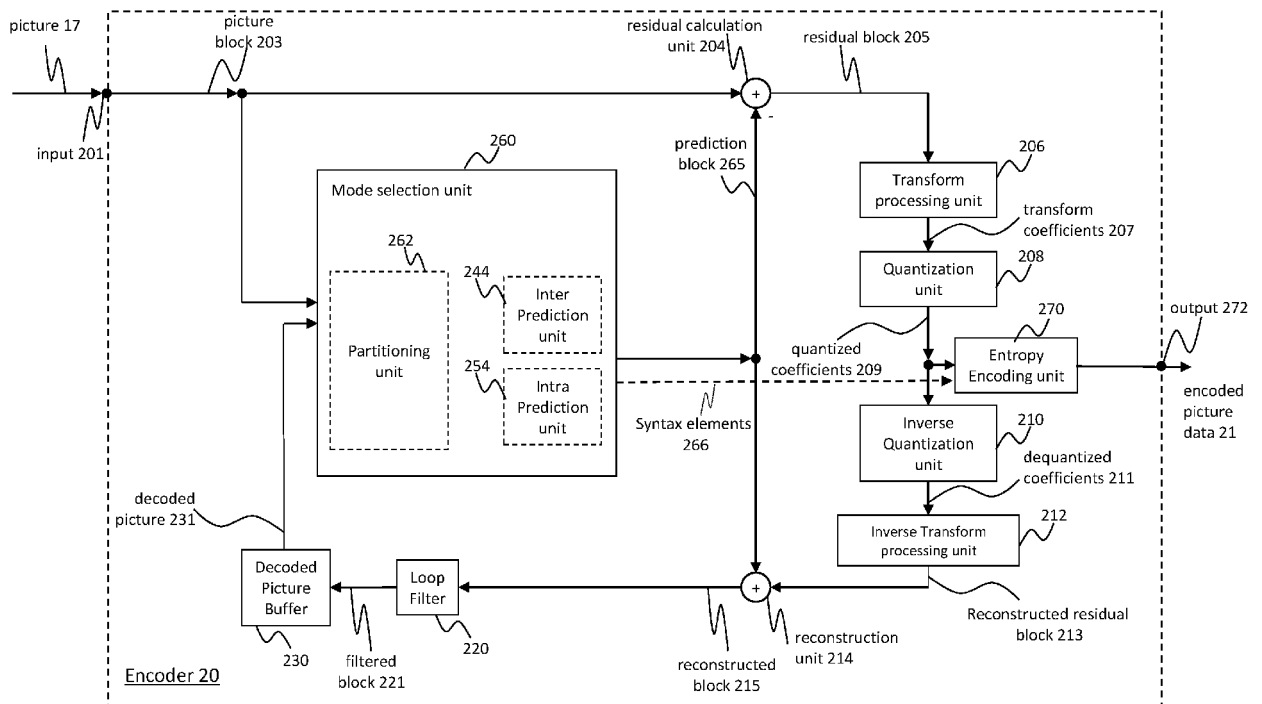 picture 17
picture
block 203
residual calculation
unit 204
residual block 205
+
-
input 201
260
Mode selection unit
prediction
block 265
206
Transform
processing unit
transform
coefficients 207
262
244
Inter
Prediction
unit
Quantization
unit
208
Partitioning
unit
254
Intra
Prediction
unit
quantized
coefficients 209
270
Entropy
Encoding unit
output 272
encoded
picture
data 21
Syntax elements
266
Inverse
Quantization
unit
210
dequantized
coefficients 211
decoded
picture 231
Inverse Transform
processing unit
212
Decoded
Picture
Buffer
Loop
Filter
+
Reconstructed residual
block 213
230
filtered
block 221
220
reconstructed
block 215
reconstruction
unit 214
Encoder 20